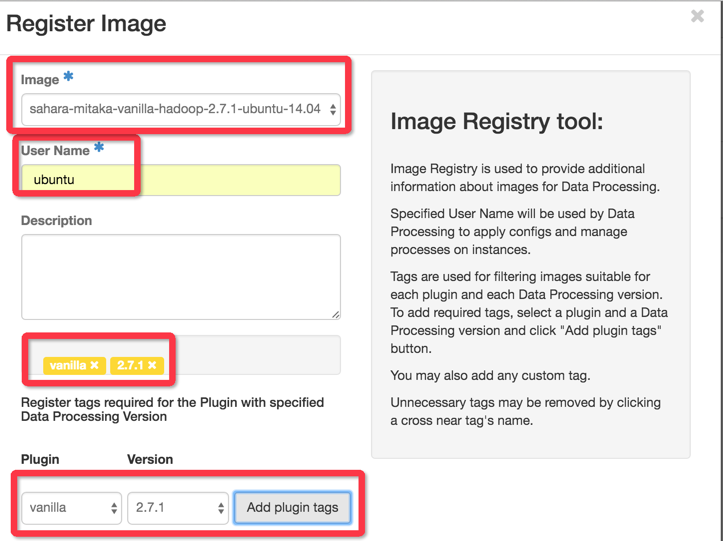 Register Image
×
Image *
sahara-mitaka-vanilla-hadoop-2.7.1-ubuntu-14.04
User Name *
ubuntu
Description
vanilla × 2.7.1 ×
Register tags required for the Plugin with specified
Data Processing Version
Plugin Version
vanilla 2.7.1 Add plugin tags
Image Registry tool:
Image Registry is used to provide additional
information about images for Data Processing.
Specified User Name will be used by Data
Processing to apply configs and manage
processes on instances.
Tags are used for filtering images suitable for
each plugin and each Data Processing version.
To add required tags, select a plugin and a Data
Processing version and click "Add plugin tags"
button.
You may also add any custom tag.
Unnecessary tags may be removed by clicking
a cross near tag's name.